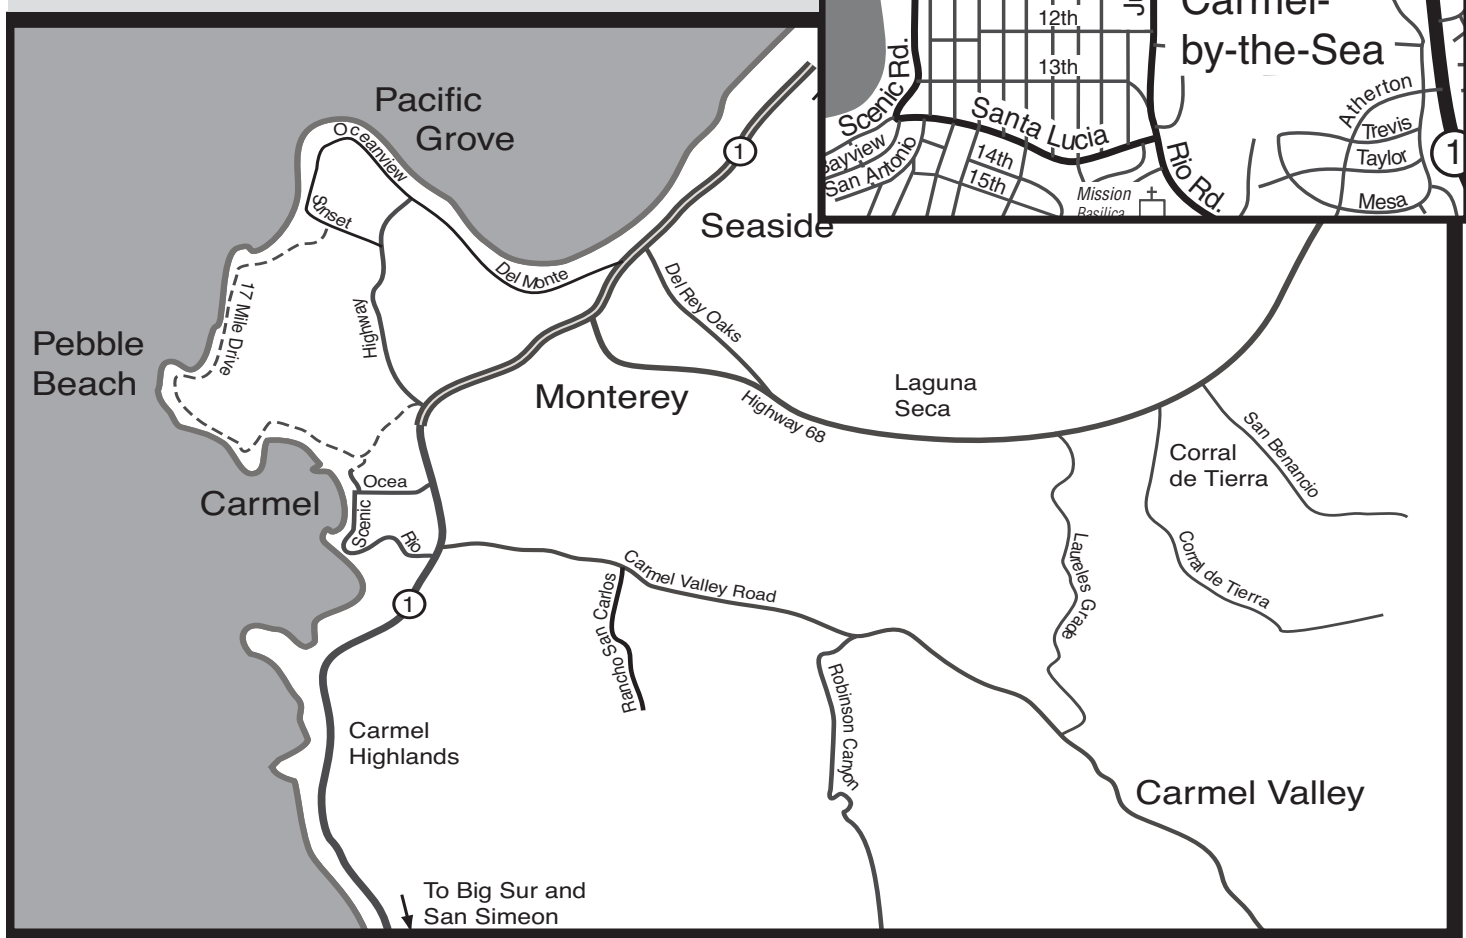 Carmel-
by-the-Sea
12th
13th
Scenic Rd.
Santa Lucia
Atherton
Trevis
Taylor
Mesa
1
14th
15th
San Antonio
Rio Rd.
Mission
Basilica
Pacific
Grove
Oceanview
Sunset
1
Seaside
Del Monte
Del Rey Oaks
17 Mile Drive
Highway
Pebble
Beach
Monterey
Highway 68
Laguna
Seca
Corral
de Tierra
San Benancio
Carmel
Ocea
Scenic
Rio
Laureles Grade
Corral de Tierra
Carmel Valley Road
Rancho San Carlos
1
Robinson Canyon
Carmel
Highlands
Carmel Valley
To Big Sur and
San Simeon